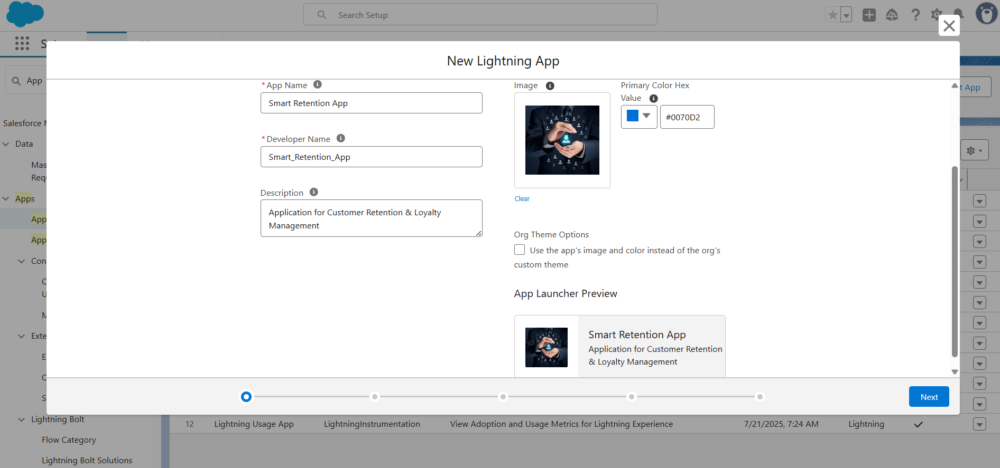 Search Setup
New Lightning App
App
t App
* App Name
Smart Retention App
* Developer Name
Smart_Retention_App
Description
Application for Customer Retention & Loyalty
Management
Image
Clear
Primary Color Hex
Value
#0070D2
Org Theme Options
Use the app's image and color instead of the org's
custom theme
App Launcher Preview
Smart Retention App
Application for Customer Retention
& Loyalty Management
Next
Salesforce
Data
Mas
Req
Apps
App
App
Con
Exte
Lightning Bolt
Flow Category
Lightning Bolt Solutions
12 Lightning Usage App LightningInstrumentation View Adoption and Usage Metrics for Lightning Experience 7/21/2025, 7:24 AM Lightning